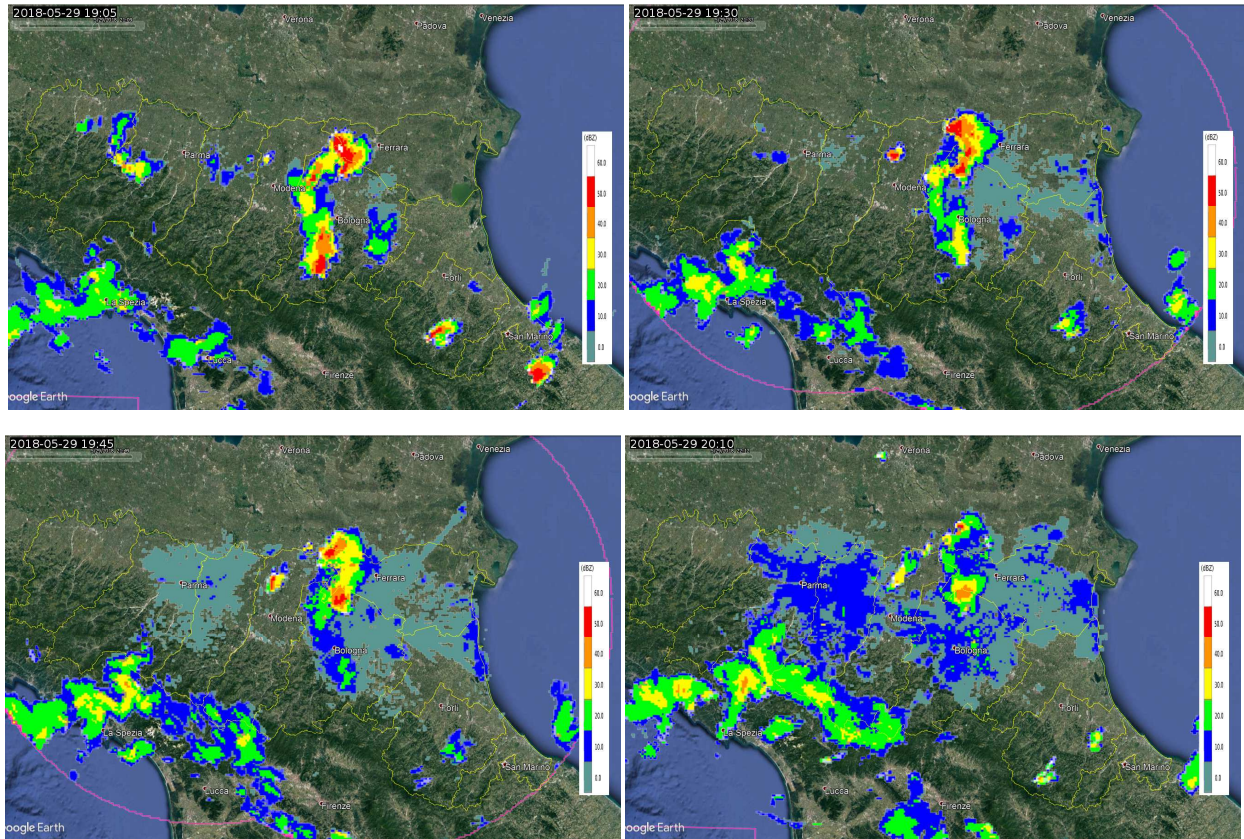 2018-05-29 19:05
Verona
Venezia
Padova
(dBZ)
Parma
Ferrara
60.0
50.0
Modena
40.0
Bologna
30.0
20.0
Forlì
La Spezia
10.0
San Marino
0.0
Lucca
Firenze
oogle Earth
2018-05-29 19:30
Verona
Venezia
Padova
(dBZ)
Parma
Ferrara
60.0
50.0
Modena
40.0
Bologna
30.0
20.0
Forlì
La Spezia
10.0
San Marino
0.0
Lucca
Firenze
oogle Earth
2018-05-29 19:45
Verona
Venezia
Padova
(dBZ)
Parma
Ferrara
60.0
50.0
Modena
40.0
Bologna
30.0
20.0
Forlì
La Spezia
10.0
San Marino
0.0
Lucca
Firenze
oogle Earth
2018-05-29 20:10
Verona
Venezia
Padova
(dBZ)
Parma
Ferrara
60.0
50.0
Modena
40.0
Bologna
30.0
20.0
Forlì
La Spezia
10.0
San Marino
0.0
Lucca
Firenze
oogle Earth